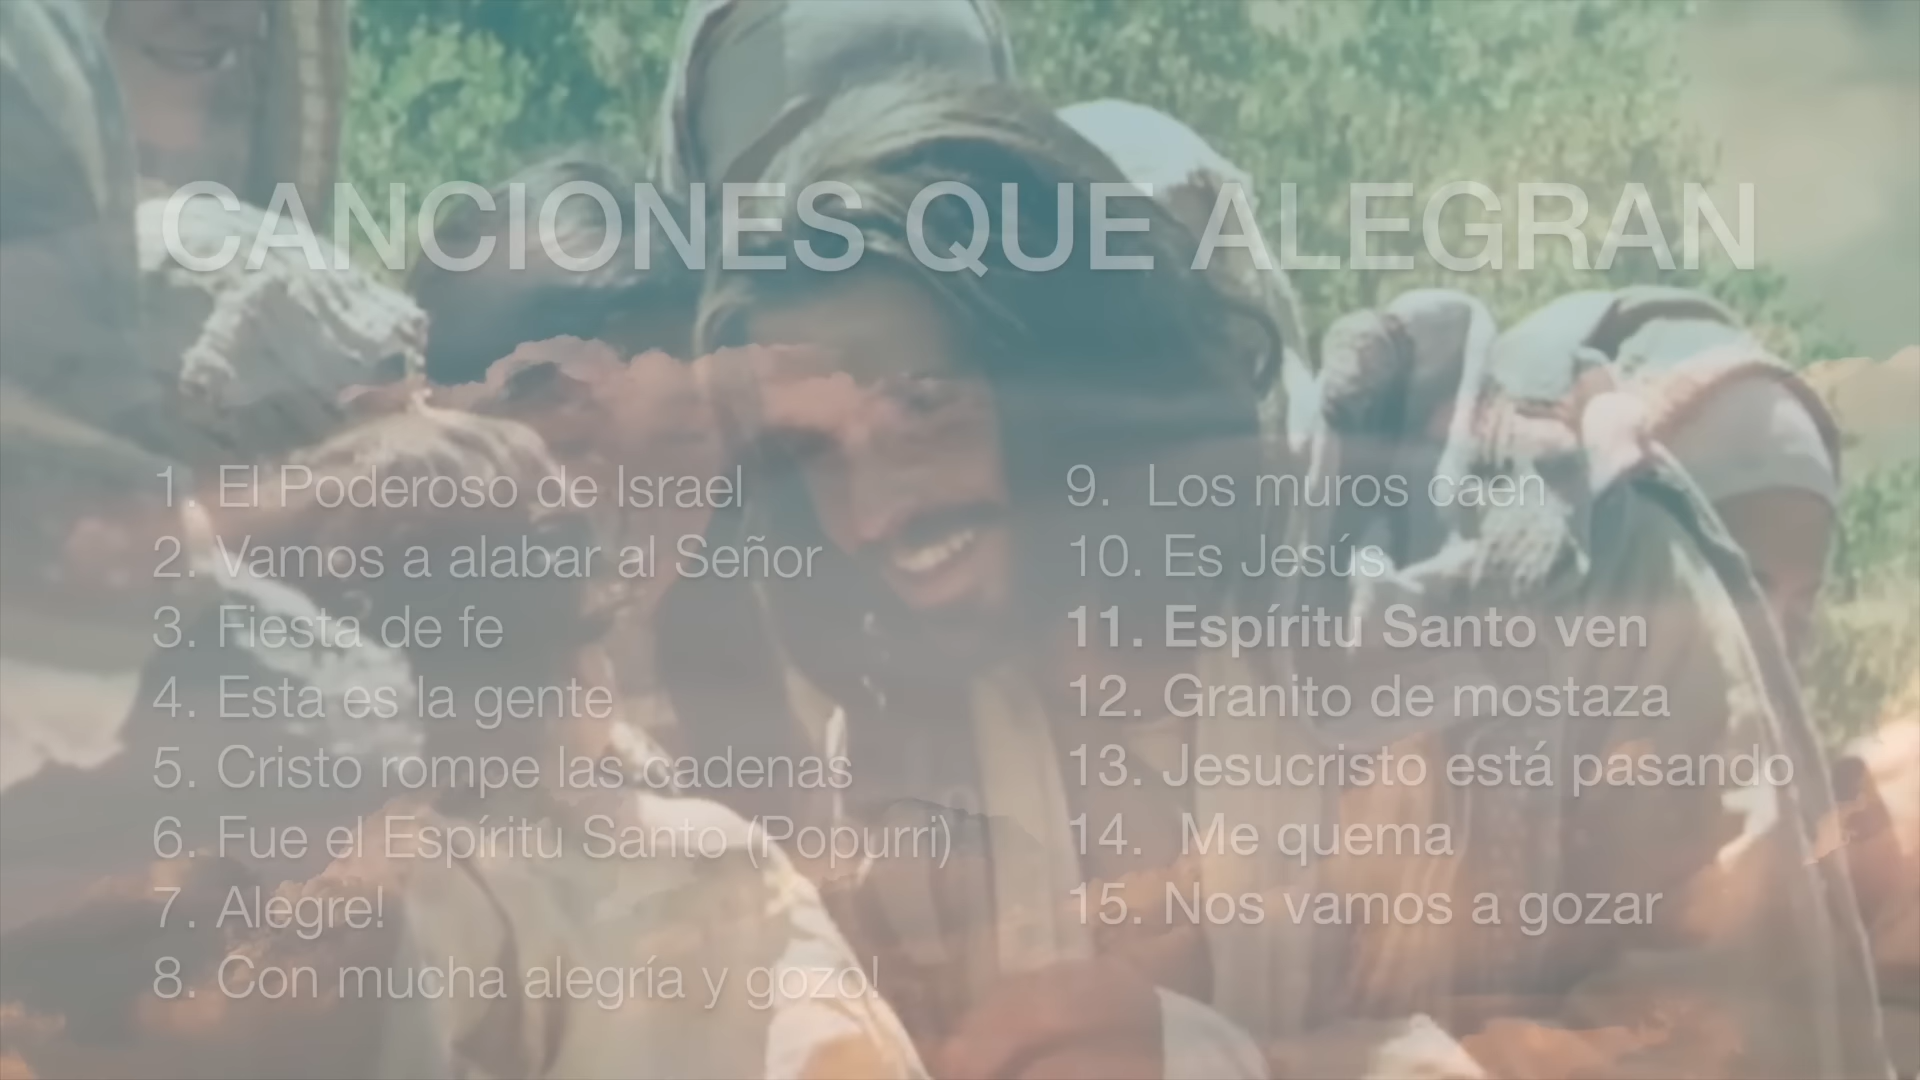 CANCIONES QUE ALEGRAN
1. El Poderoso de Israel
2. Vamos a alabar al Señor
3. Fiesta de fe
4. Esta es la gente
5. Cristo rompe las cadenas
6. Fue el Espíritu Santo (Popurri)
7. Alegre!
8. Con mucha alegría y gozo!
9. Los muros caen
10. Es Jesús
11. Espíritu Santo ven
12. Granito de mostaza
13. Jesucristo está pasando
14. Me quema
15. Nos vamos a gozar